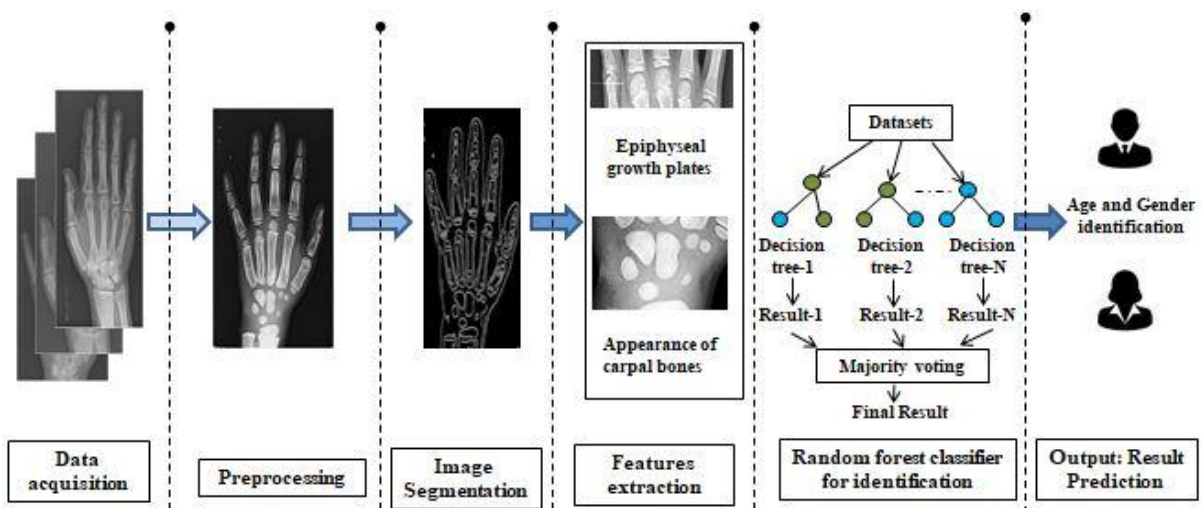 Epiphyseal
growth plates
Appearance of
carpal bones
Datasets
Decision
tree-1
Decision
tree-2
Decision
tree-N
Result-1
Result-2
Result-N
Majority voting
Final Result
Age and Gender
identification
Data
acquisition
Preprocessing
Image
Segmentation
Features
extraction
Random forest classifier
for identification
Output: Result
Prediction